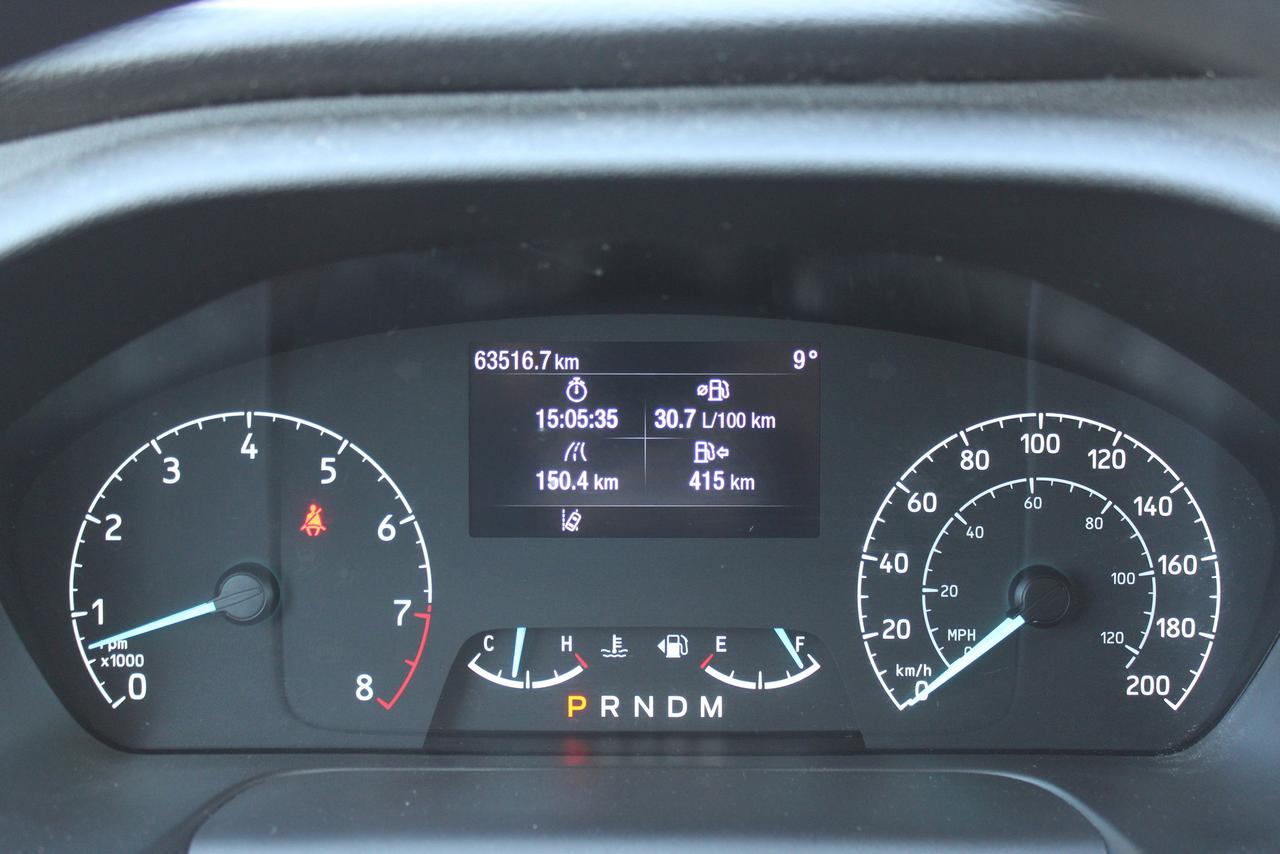 63516.7 km 9°
15:05:35 30.7 L/100 km
150.4 km 415 km
0 1 2 3 4 5 6 7 8
rpm
x1000
C H E F
P R N D M
0 20 40 60 80 100 120 140 160 180 200
km/h
0 20 40 60 80 100 120
MPH